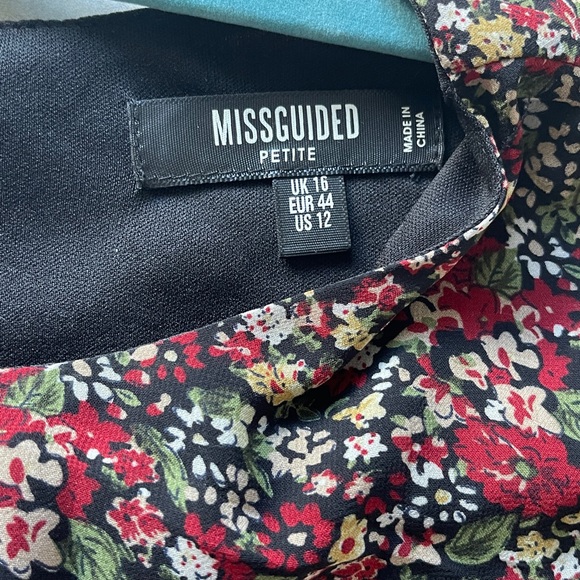 MISSGUIDED
PETITE
MADE IN
CHINA
UK 16
EUR 44
US 12